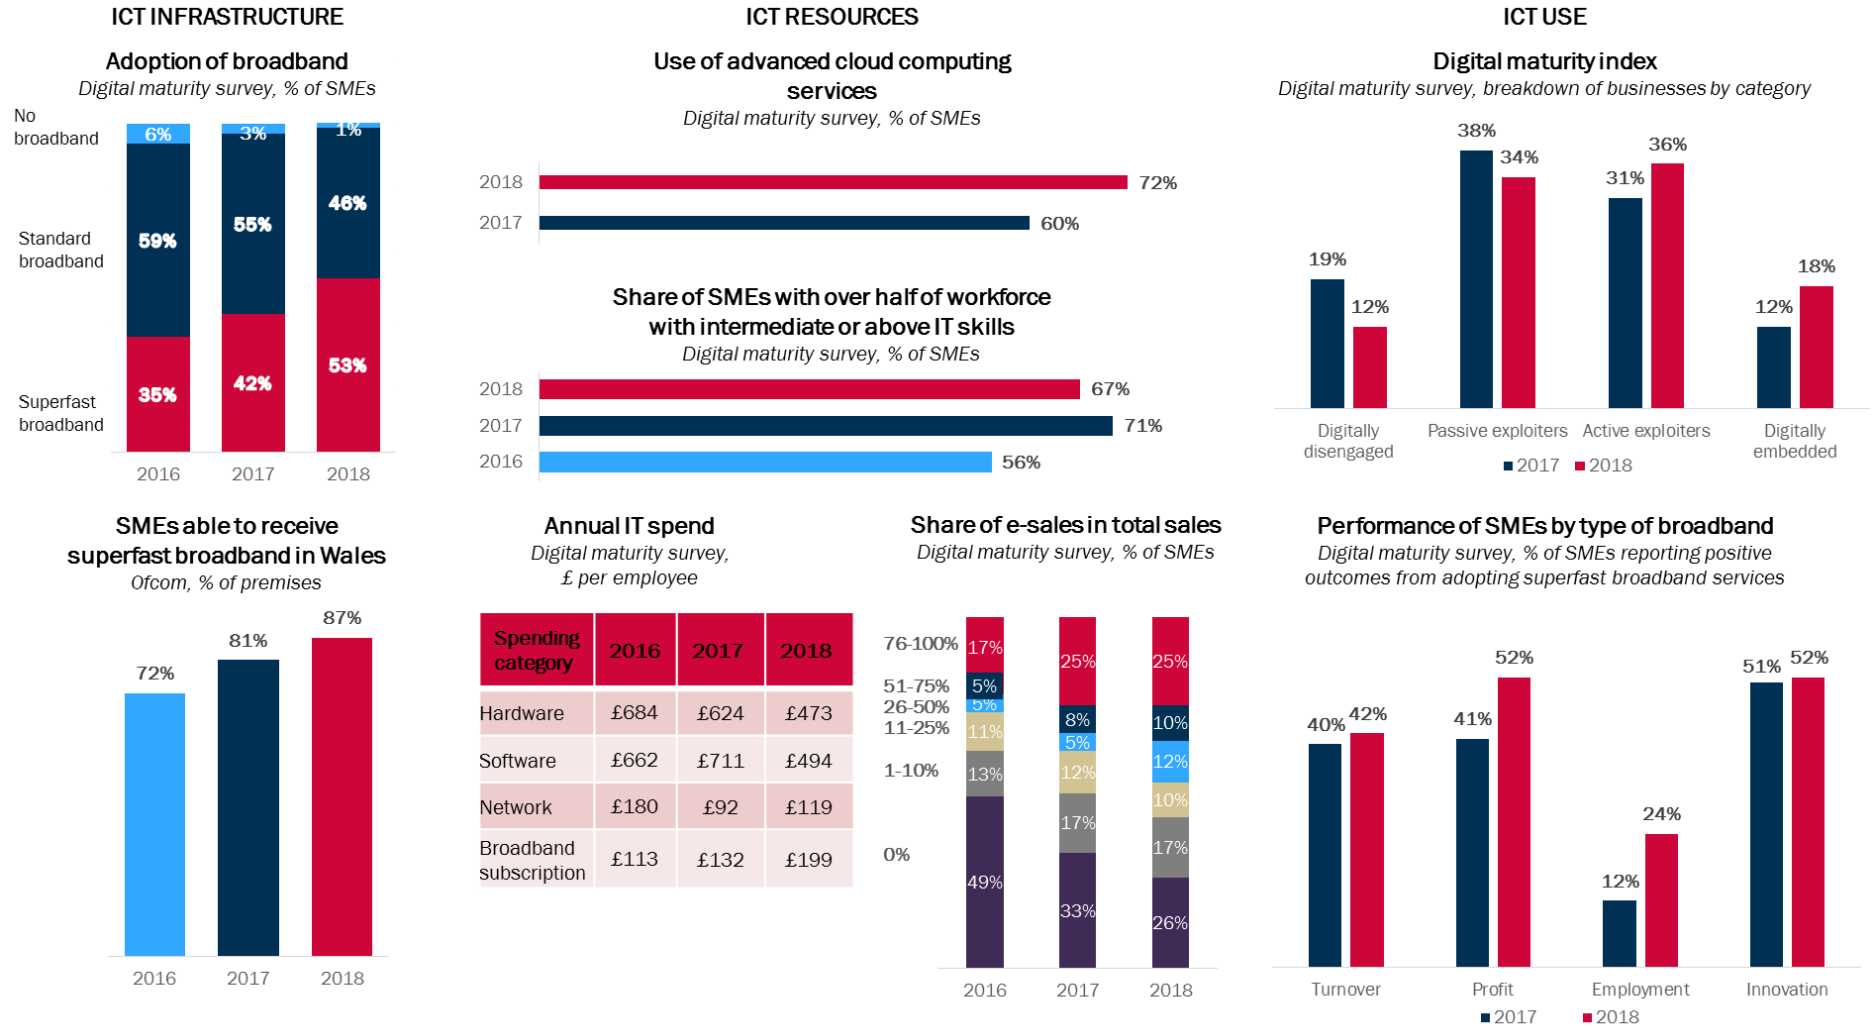 ICT INFRASTRUCTURE
Adoption of broadband
Digital maturity survey, % of SMEs
No
broadband
Standard
broadband
Superfast
broadband
6%
3%
1%
59%
55%
46%
35%
42%
53%
2016
2017
2018
SMEs able to receive
superfast broadband in Wales
Ofcom, % of premises
72%
81%
87%
2016
2017
2018
ICT RESOURCES
Use of advanced cloud computing
services
Digital maturity survey, % of SMEs
2018
72%
2017
60%
Share of SMEs with over half of workforce
with intermediate or above IT skills
Digital maturity survey, % of SMEs
2018
67%
2017
71%
2016
56%
Annual IT spend
Digital maturity survey,
£ per employee
Spending
category
2016
2017
2018
Hardware
£684
£624
£473
Software
£662
£711
£494
Network
£180
£92
£119
Broadband
subscription
£113
£132
£199
Share of e-sales in total sales
Digital maturity survey, % of SMEs
76-100%
51-75%
26-50%
11-25%
1-10%
0%
17%
5%
5%
11%
13%
49%
25%
8%
5%
12%
17%
33%
25%
10%
12%
10%
17%
26%
2016
2017
2018
ICT USE
Digital maturity index
Digital maturity survey, breakdown of businesses by category
19%
12%
38%
34%
31%
36%
12%
18%
Digitally
disengaged
Passive exploiters
Active exploiters
Digitally
embedded
2017
2018
Performance of SMEs by type of broadband
Digital maturity survey, % of SMEs reporting positive
outcomes from adopting superfast broadband services
40%
42%
41%
52%
12%
24%
51%
52%
Turnover
Profit
Employment
Innovation
2017
2018